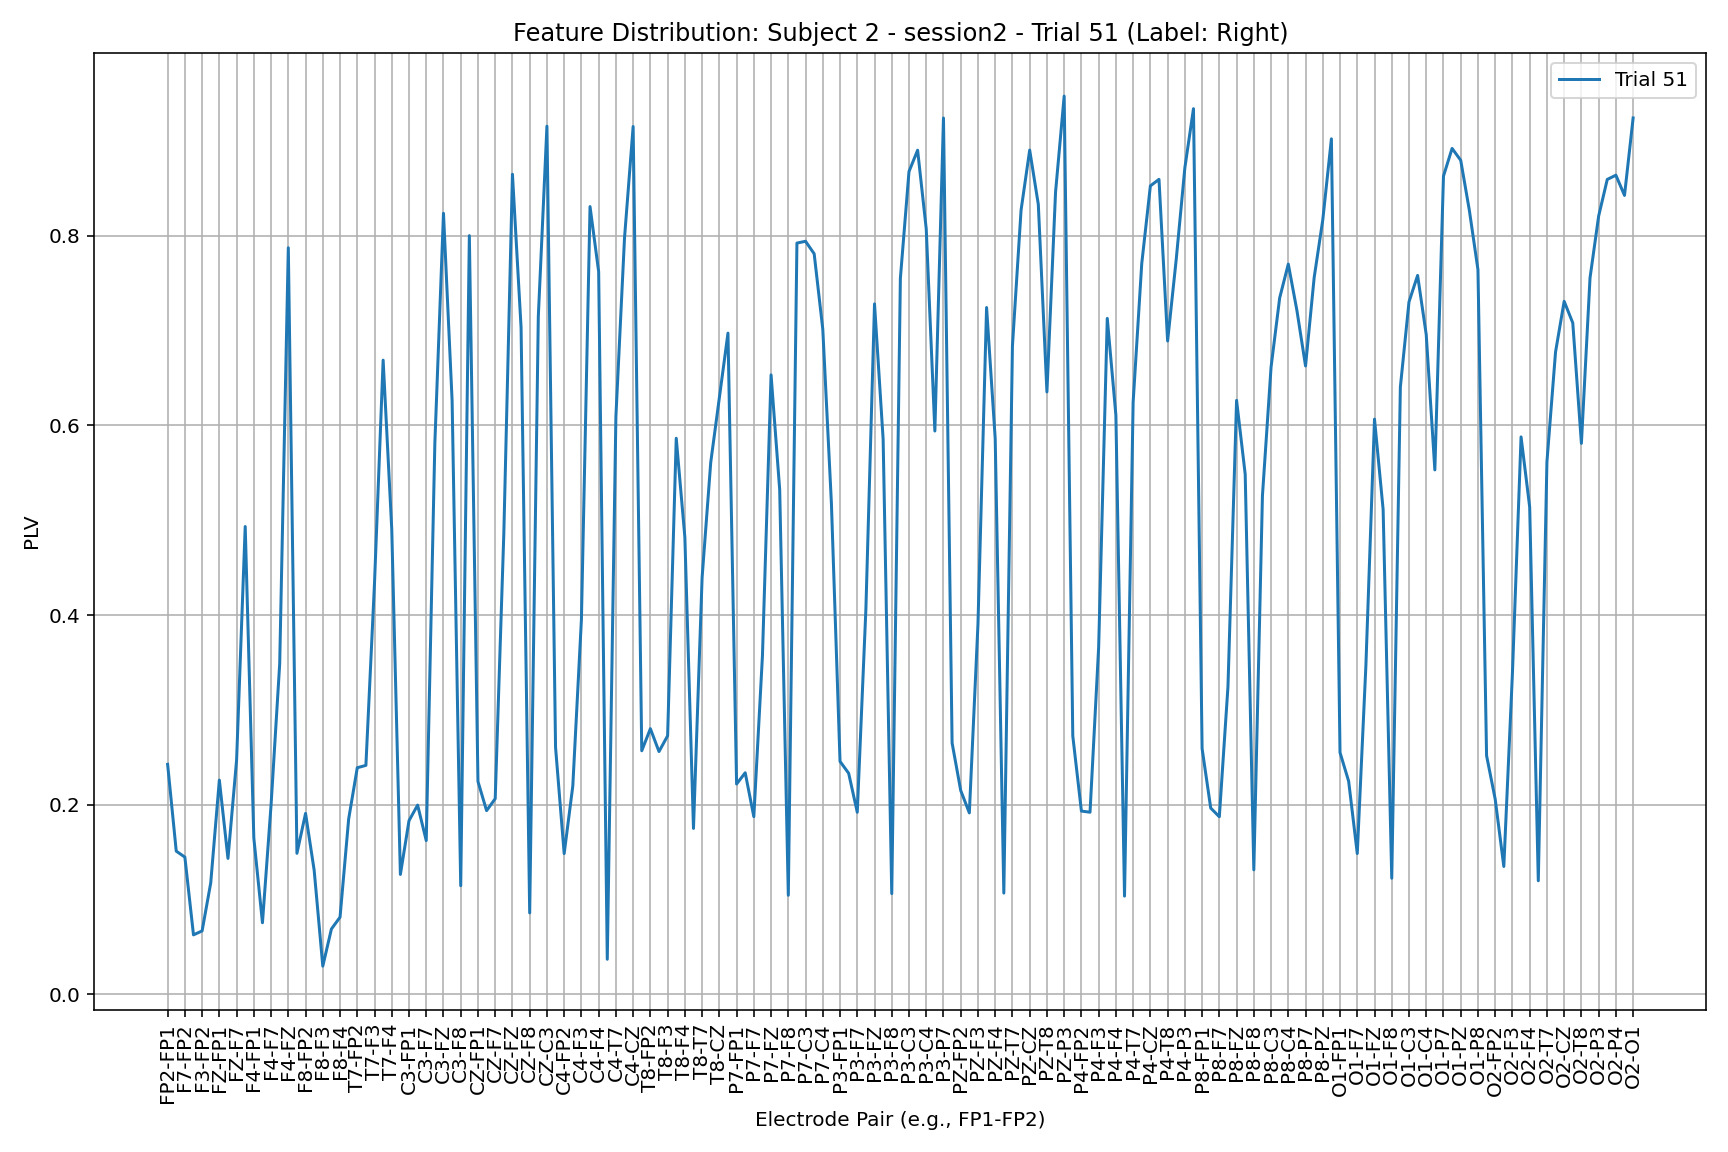 Feature Distribution: Subject 2 - session2 - Trial 51 (Label: Right)
Trial 51
PLV
0.8
0.6
0.4
0.2
0.0
FP2-FP1
F7-FP2
F3-FP2
FZ-FP1
FZ-F7
F4-FP1
F4-F7
F4-FZ
F8-FP2
F8-F3
F8-F4
T7-FP2
T7-F3
T7-F4
C3-FP1
C3-F7
C3-FZ
C3-F8
CZ-FP1
CZ-F7
CZ-FZ
CZ-F8
CZ-C3
C4-FP2
C4-F3
C4-F4
C4-T7
C4-CZ
T8-FP2
T8-F3
T8-F4
T8-T7
T8-CZ
P7-FP1
P7-F7
P7-FZ
P7-F8
P7-C3
P7-C4
P3-FP1
P3-F7
P3-FZ
P3-F8
P3-C3
P3-C4
P3-P7
PZ-FP2
PZ-F3
PZ-F4
PZ-T7
PZ-CZ
PZ-T8
PZ-P3
P4-FP2
P4-F3
P4-F4
P4-T7
P4-CZ
P4-T8
P4-P3
P8-FP1
P8-F7
P8-FZ
P8-F8
P8-C3
P8-C4
P8-P7
P8-PZ
O1-FP1
O1-F7
O1-FZ
O1-F8
O1-C3
O1-C4
O1-P7
O1-PZ
O1-P8
O2-FP2
O2-F3
O2-F4
O2-T7
O2-CZ
O2-T8
O2-P3
O2-P4
O2-O1
Electrode Pair (e.g., FP1-FP2)